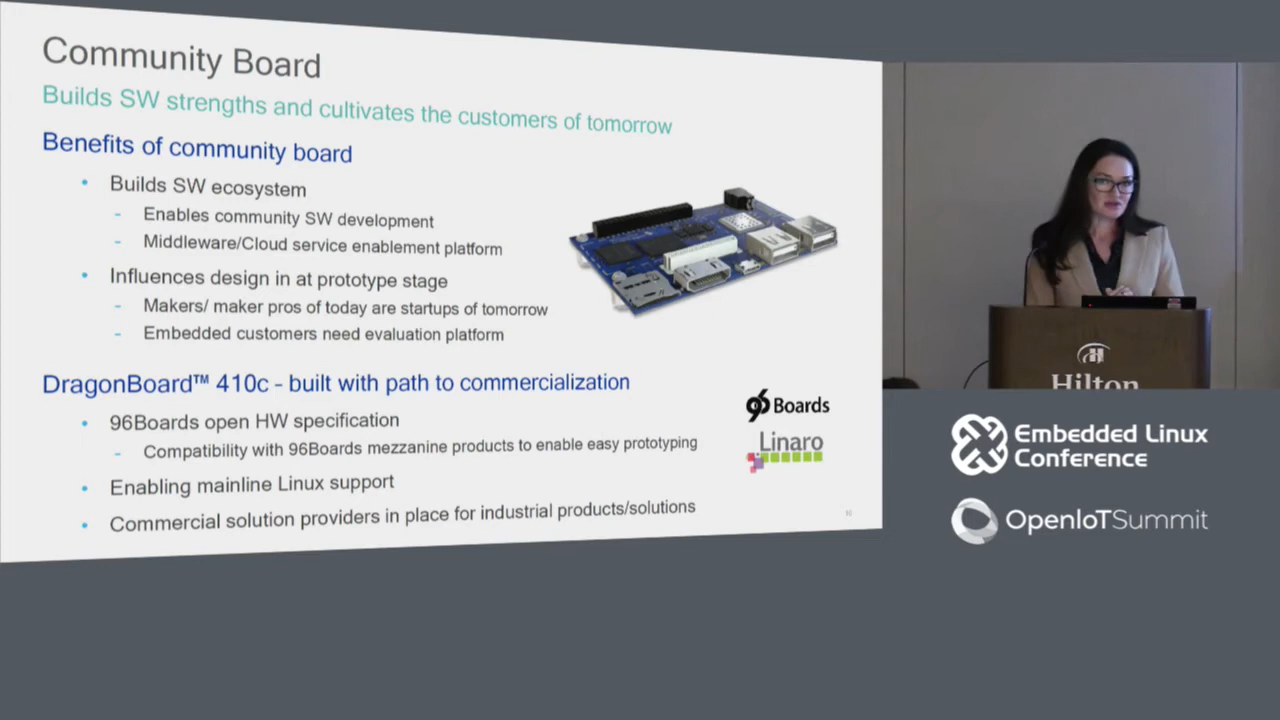 Community Board
Builds SW strengths and cultivates the customers of tomorrow
Benefits of community board
• Builds SW ecosystem
- Enables community SW development
- Middleware/Cloud service enablement platform
• Influences design in at prototype stage
- Makers/ maker pros of today are startups of tomorrow
- Embedded customers need evaluation platform
DragonBoard™ 410c - built with path to commercialization
• 96Boards open HW specification
- Compatibility with 96Boards mezzanine products to enable easy prototyping
• Enabling mainline Linux support
• Commercial solution providers in place for industrial products/solutions
96Boards
Linaro
Hilton
Embedded Linux
Conference
OpenIoTSummit